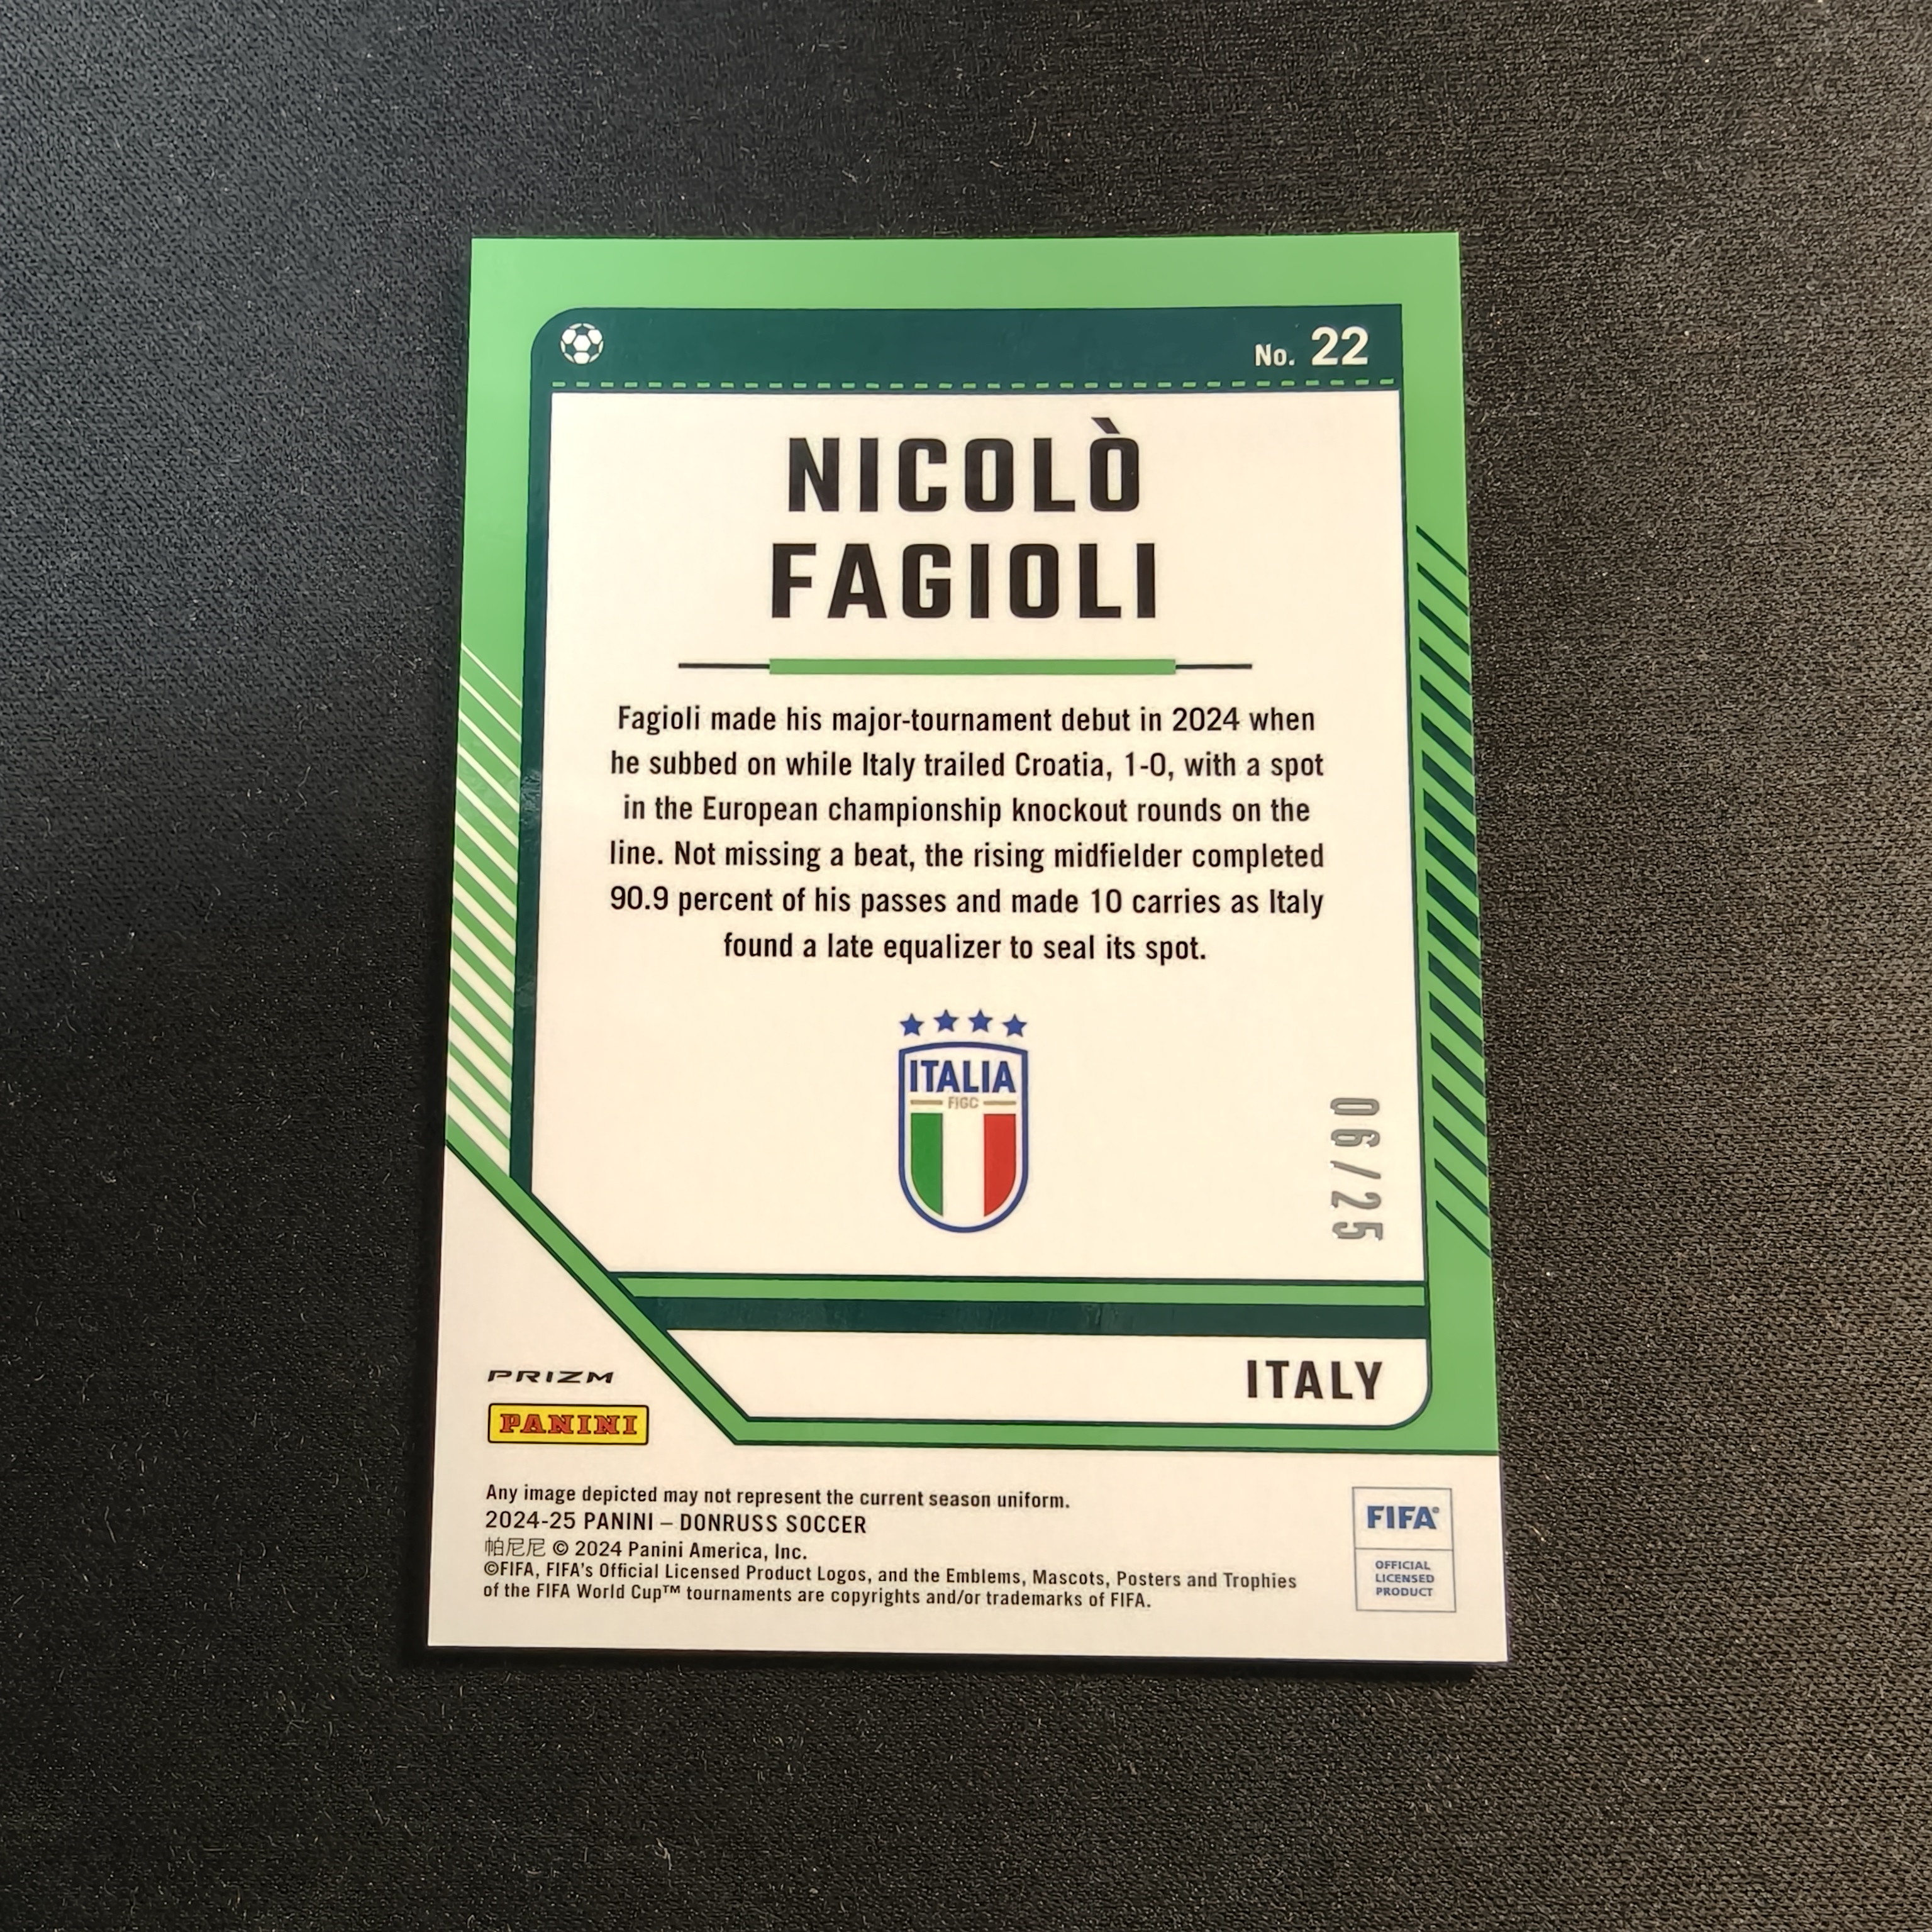 No. 22
NICOLÒ
FAGIOLI
Fagioli made his major-tournament debut in 2024 when
he subbed on while Italy trailed Croatia, 1-0, with a spot
in the European championship knockout rounds on the
line. Not missing a beat, the rising midfielder completed
90.9 percent of his passes and made 10 carries as Italy
found a late equalizer to seal its spot.
ITALIA
FIGC
06/25
ITALY
PRIZM
PANINI
Any image depicted may not represent the current season uniform.
2024-25 PANINI – DONRUSS SOCCER
帕尼尼 © 2024 Panini America, Inc.
©FIFA, FIFA's Official Licensed Product Logos, and the Emblems, Mascots, Posters and Trophies
of the FIFA World Cup™ tournaments are copyrights and/or trademarks of FIFA.
FIFA®
OFFICIAL
LICENSED
PRODUCT